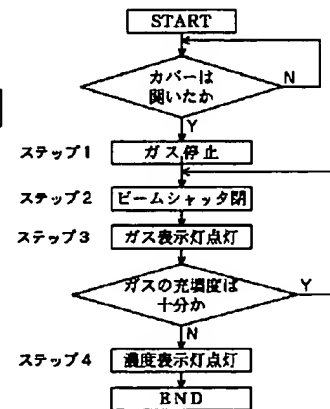 START
カバーは
開いたか
N
Y
ステップ1 ガス停止
ステップ2 ビームシャッタ閉
ステップ3 ガス表示灯点灯
ガスの充填度は
十分か
Y
N
ステップ4 濃度表示灯点灯
END